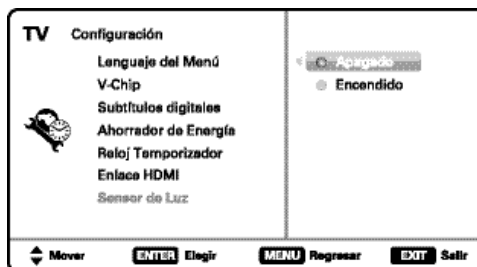 TV Configuración
Lenguaje del Menú
V-Chip
Subtítulos digitales
Ahorrador de Energía
Reloj Temporizador
Enlace HDMI
Sensor de Luz
Apagado
Encendido
Mover ENTER Elegir MENU Regresar EXIT Salir